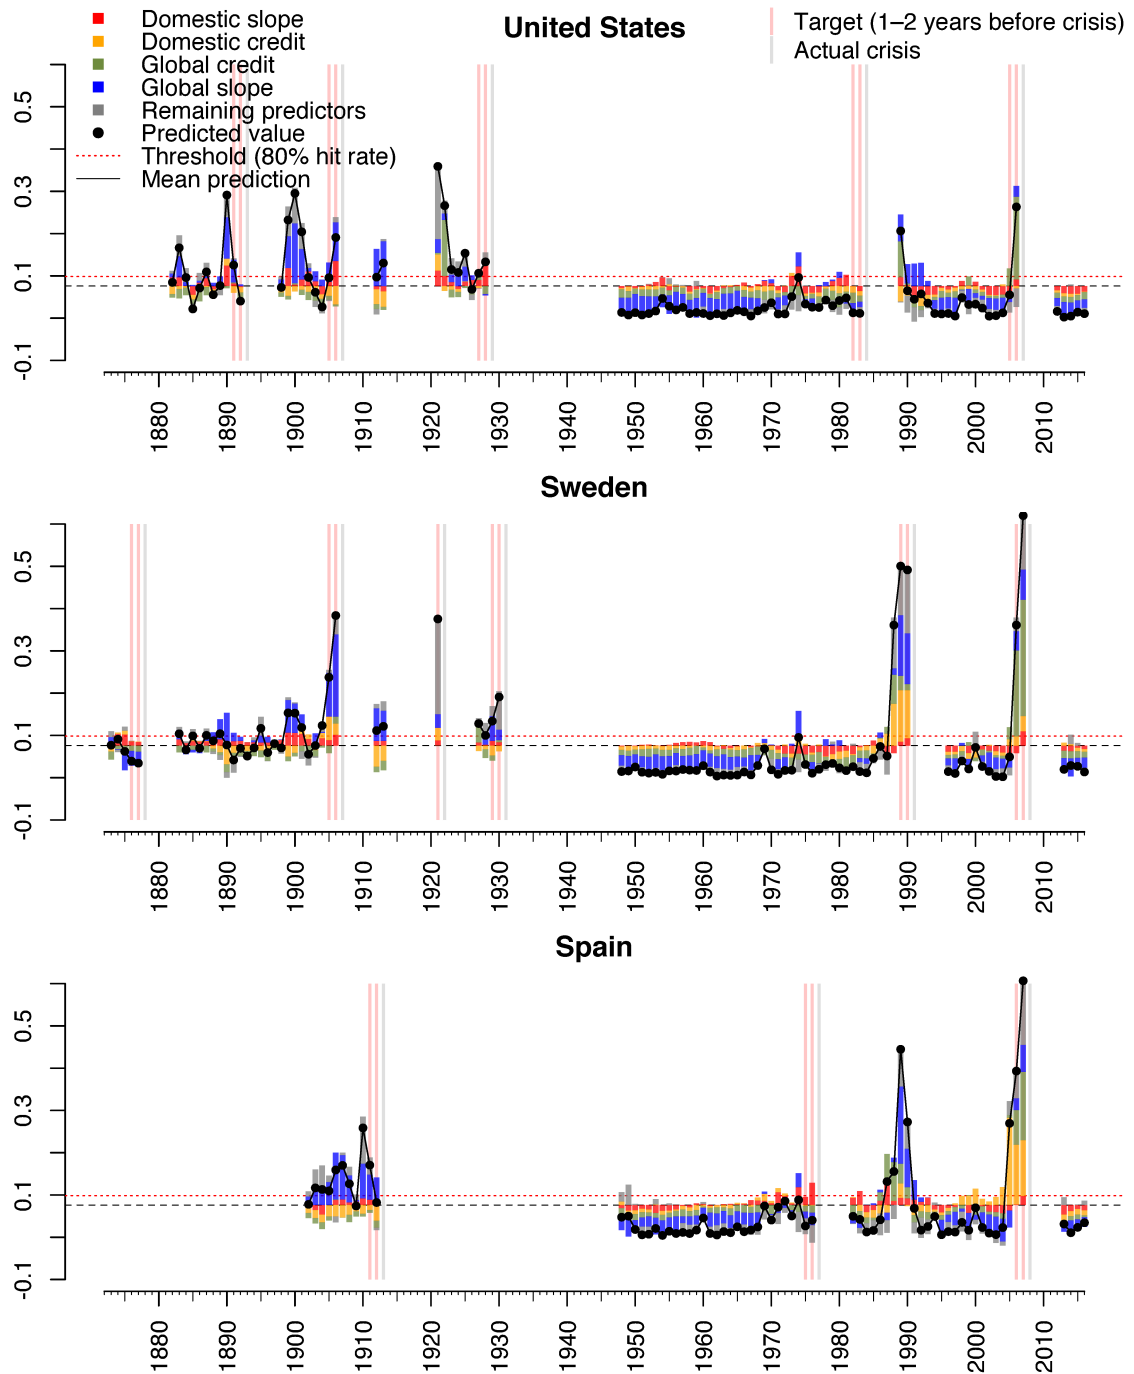 Domestic slope
Domestic credit
Global credit
Global slope
Remaining predictors
Predicted value
Threshold (80% hit rate)
Mean prediction
United States
Target (1–2 years before crisis)
Actual crisis
0.5
0.3
0.1
-0.1
1880 1890 1900 1910 1920 1930 1940 1950 1960 1970 1980 1990 2000 2010
Sweden
0.5
0.3
0.1
-0.1
1880 1890 1900 1910 1920 1930 1940 1950 1960 1970 1980 1990 2000 2010
Spain
0.5
0.3
0.1
-0.1
1880 1890 1900 1910 1920 1930 1940 1950 1960 1970 1980 1990 2000 2010